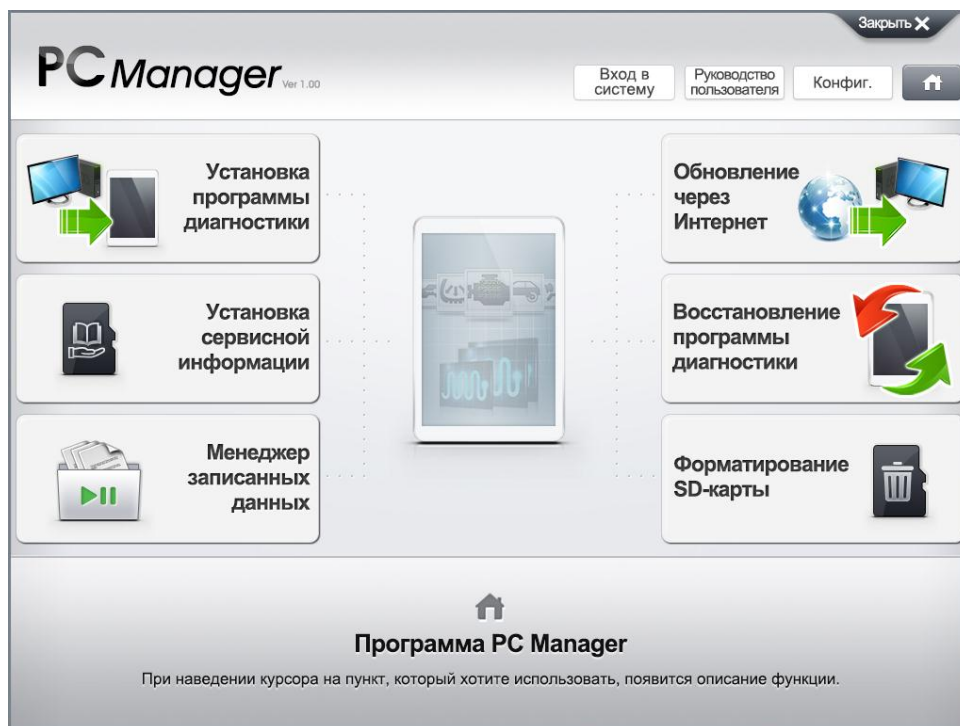 Закрыть
PC Manager Ver 1.00
Вход в
систему
Руководство
пользователя
Конфиг.
Установка
программы
диагностики
Обновление
через
Интернет
Установка
сервисной
информации
Восстановление
программы
диагностики
Менеджер
записанных
данных
Форматирование
SD-карты
Программа PC Manager
При наведении курсора на пункт, который хотите использовать, появится описание функции.